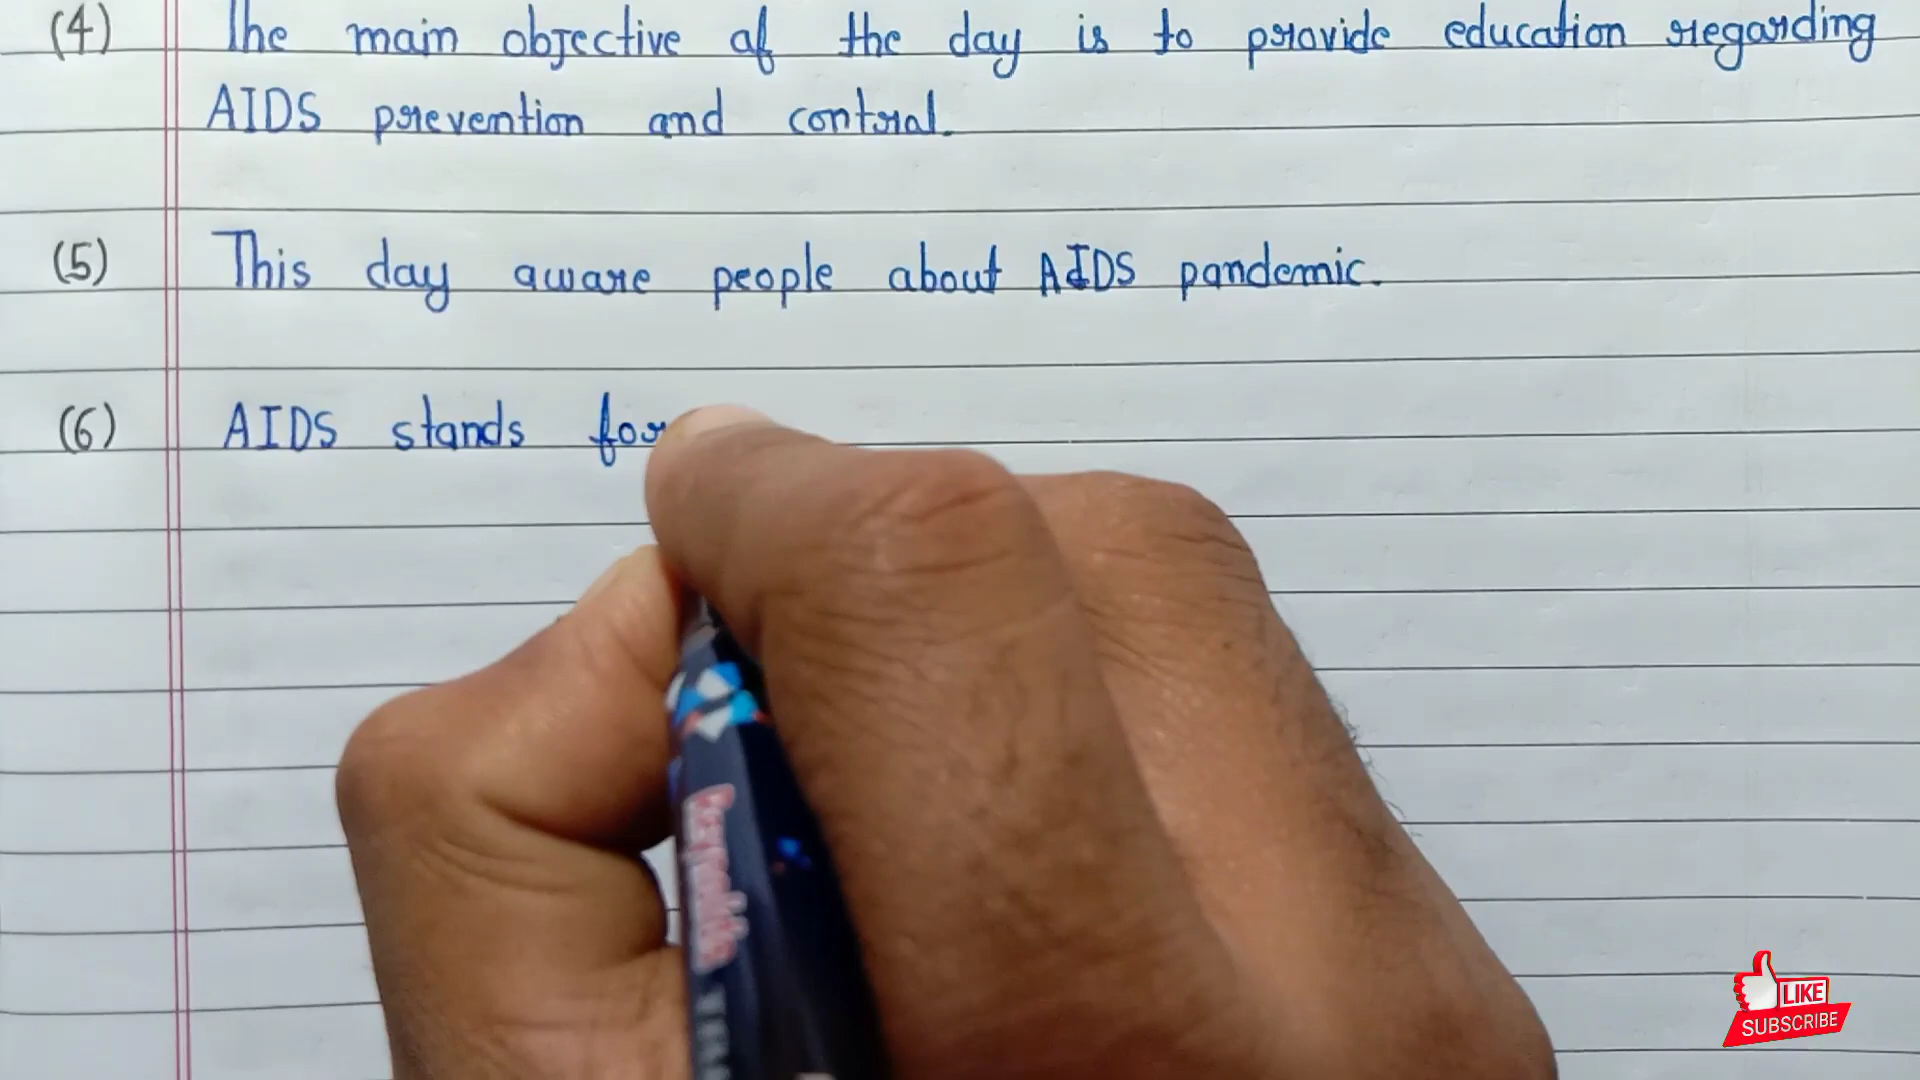 (4) The main objective of the day is to provide education regarding
AIDS prevention and control.
(5) This day aware people about AIDS pandemic.
(6) AIDS stands for
LIKE
SUBSCRIBE